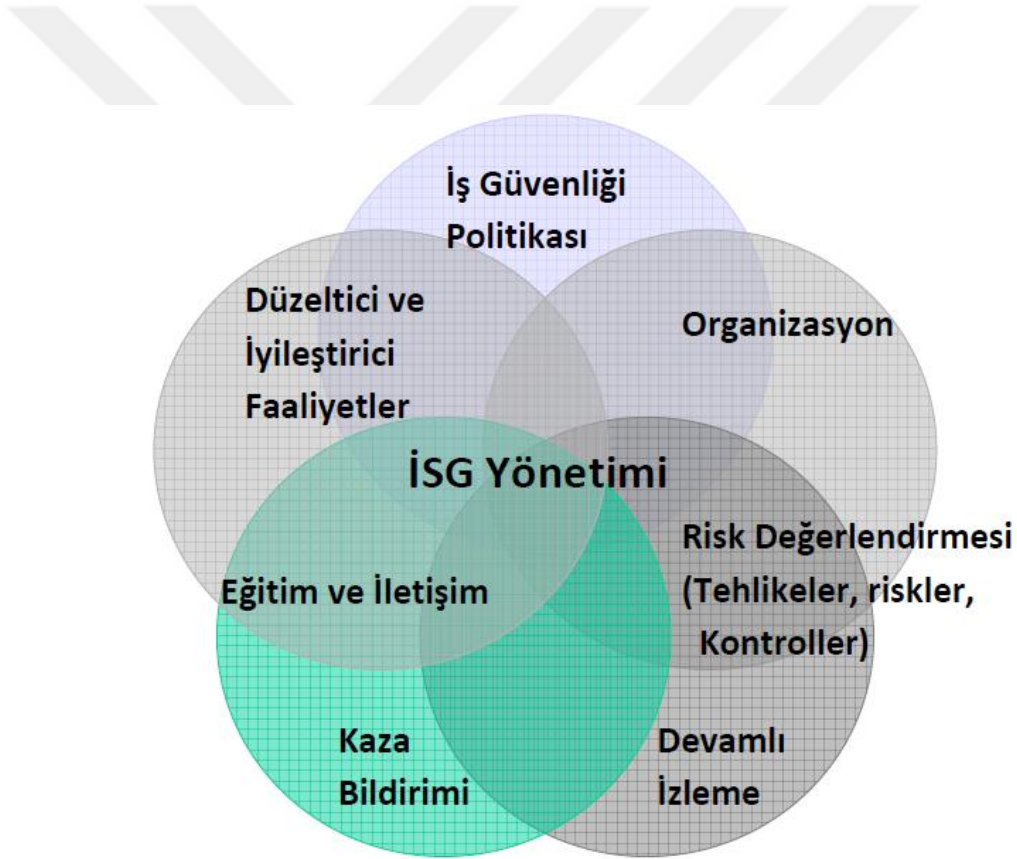 İş Güvenliği
Politikası
Düzeltici ve
İyileştirici
Faaliyetler
Organizasyon
İSG Yönetimi
Risk Değerlendirmesi
(Tehlikeler, riskler,
Kontroller)
Eğitim ve İletişim
Kaza
Bildirimi
Devamlı
İzleme